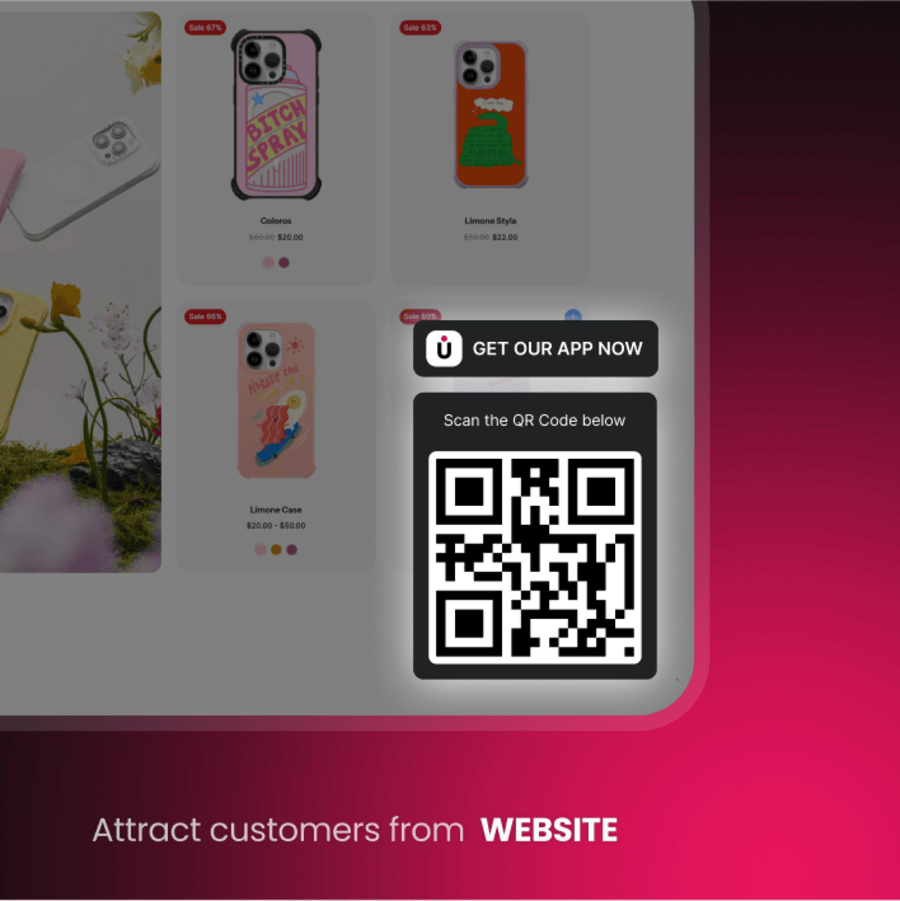 Sale 67%
BITCH
SPRAY
Coloros
$60.00 $20.00
Sale 63%
Limone Styla
$58.00 $22.00
Sale 66%
Limone Case
$20.00 - $50.00
Sale 60%
GET OUR APP NOW
Scan the QR Code below
Attract customers from WEBSITE